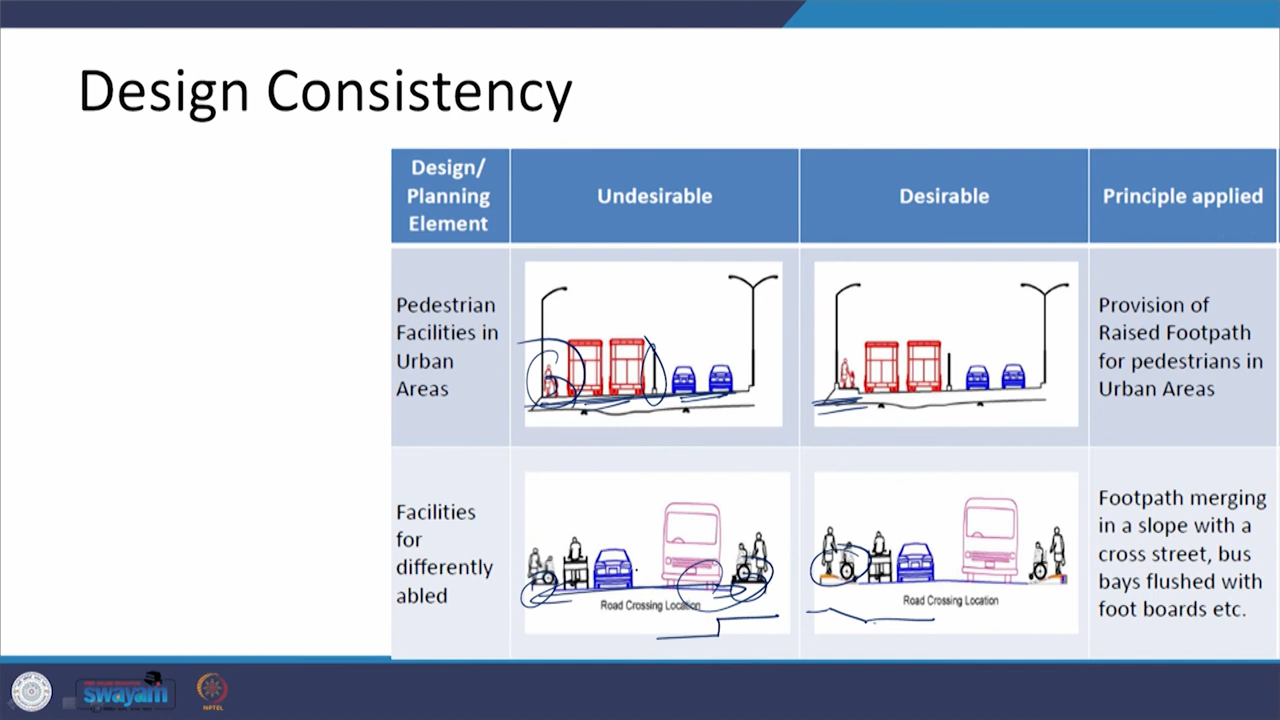 Design Consistency
Design/
Planning
Element
Undesirable
Desirable
Principle applied
Pedestrian
Facilities in
Urban
Areas
Provision of
Raised Footpath
for pedestrians in
Urban Areas
Facilities
for
differently
abled
Road Crossing Location
Road Crossing Location
Footpath merging
in a slope with a
cross street, bus
bays flushed with
foot boards etc.
swayam
NPTEL